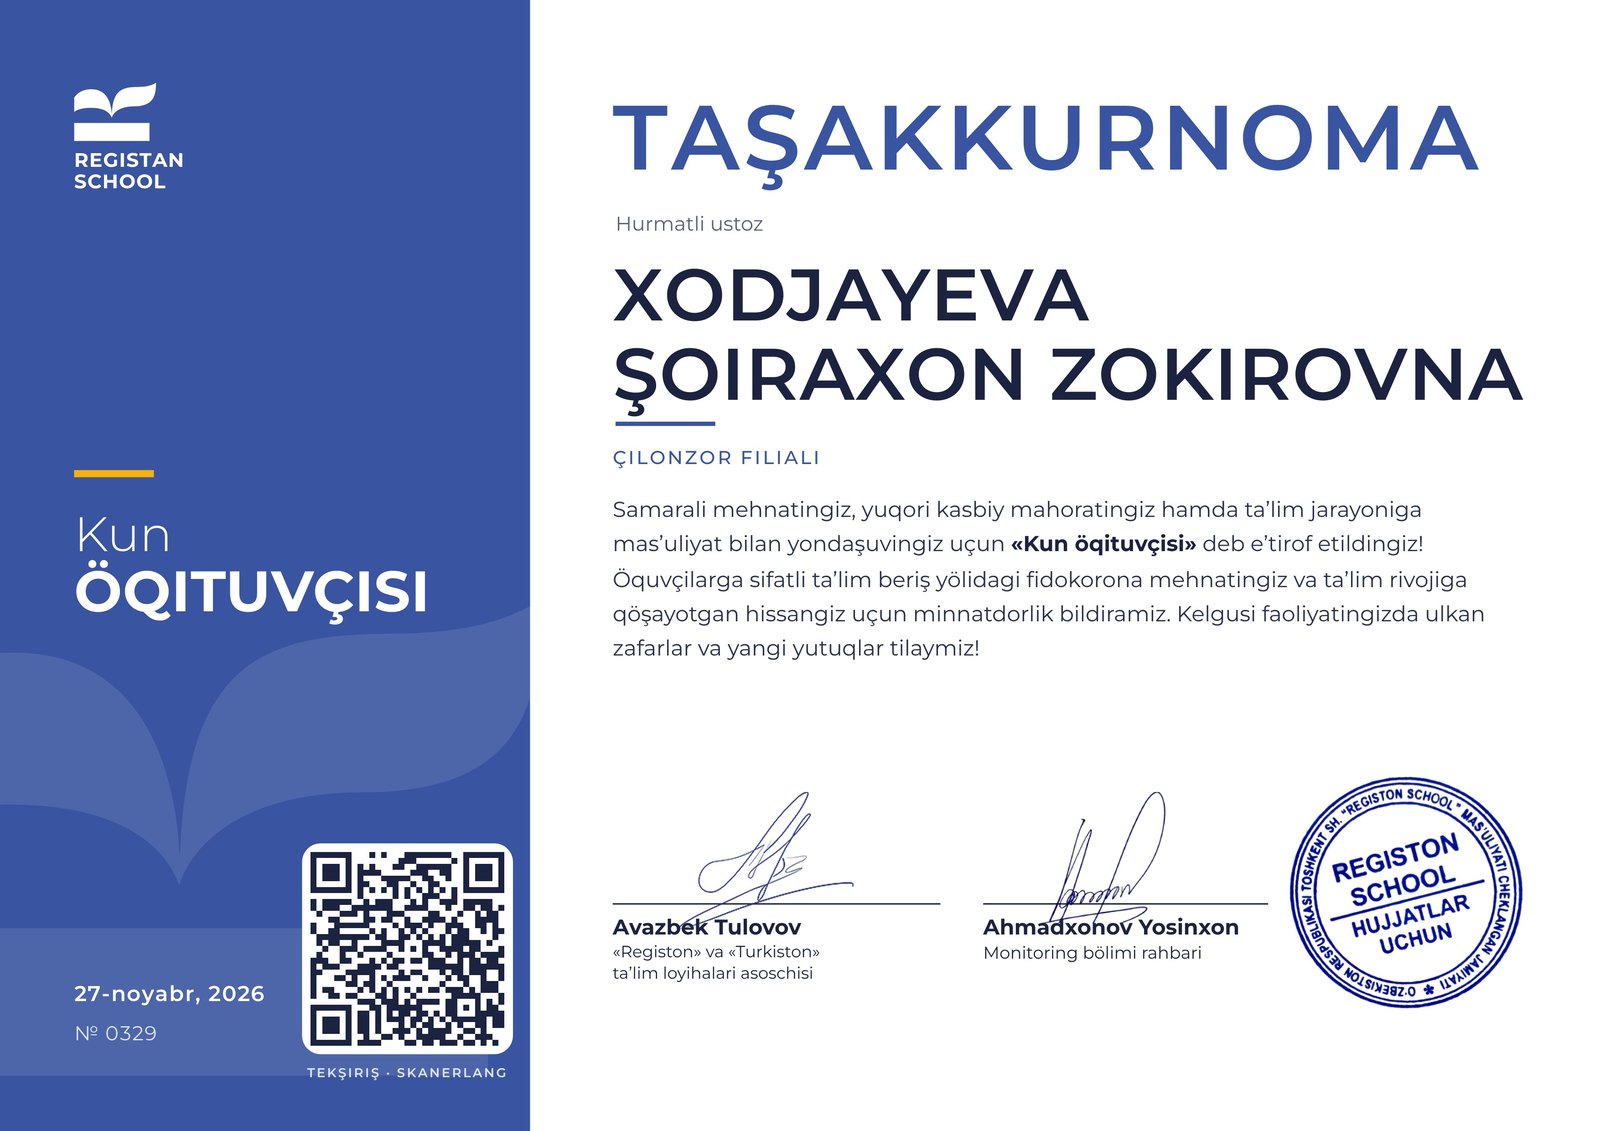 REGISTAN
SCHOOL
Kun
ÖQITUVÇISI
27-noyabr, 2026
№ 0329
TEKŞIRIŞ · SKANERLANG
TAŞAKKURNOMA
Hurmatli ustoz
XODJAYEVA
ŞOIRAXON ZOKIROVNA
ÇILONZOR FILIALI
Samarali mehnatingiz, yuqori kasbiy mahoratingiz hamda ta’lim jarayoniga
mas’uliyat bilan yondaşuvingiz uçun «Kun öqituvçisi» deb e’tirof etildingiz!
Öquvçilarga sifatli ta’lim beriş yölidagi fidokorona mehnatingiz va ta’lim rivojiga
qöşayotgan hissangiz uçun minnatdorlik bildiramiz. Kelgusi faoliyatingizda ulkan
zafarlar va yangi yutuqlar tilaymiz!
Avazbek Tulovov
«Registon» va «Turkiston»
ta’lim loyihalari asoschisi
Ahmadxonov Yosinxon
Monitoring bölimi rahbari
O'ZBEKISTON RESPUBLIKASI TOSHKENT SH. "REGISTON SCHOOL" MAS'ULIYATI CHEKLANGAN JAMIYATI
REGISTON
SCHOOL
HUJJATLAR
UCHUN